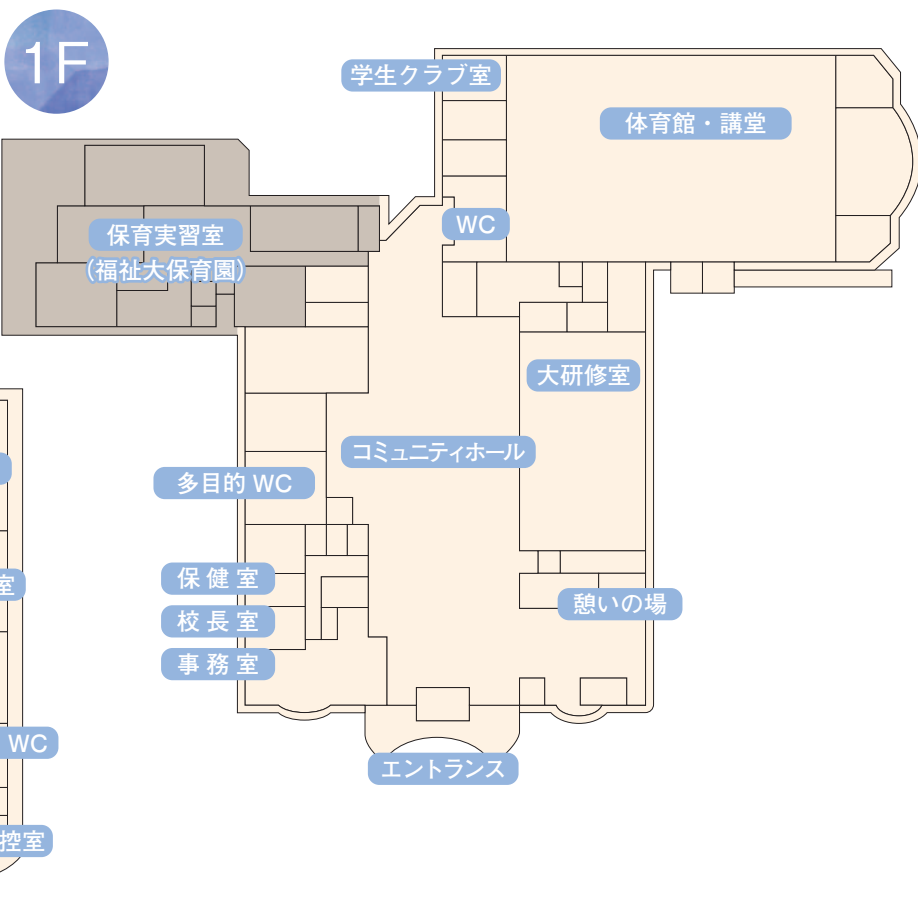 1F
学生クラブ室
体育館・講堂
WC
保育実習室
(福祉大保育園)
大研修室
コミュニティホール
多目的 WC
保 健 室
校 長 室
事 務 室
憩いの場
エントランス
室
WC
控室